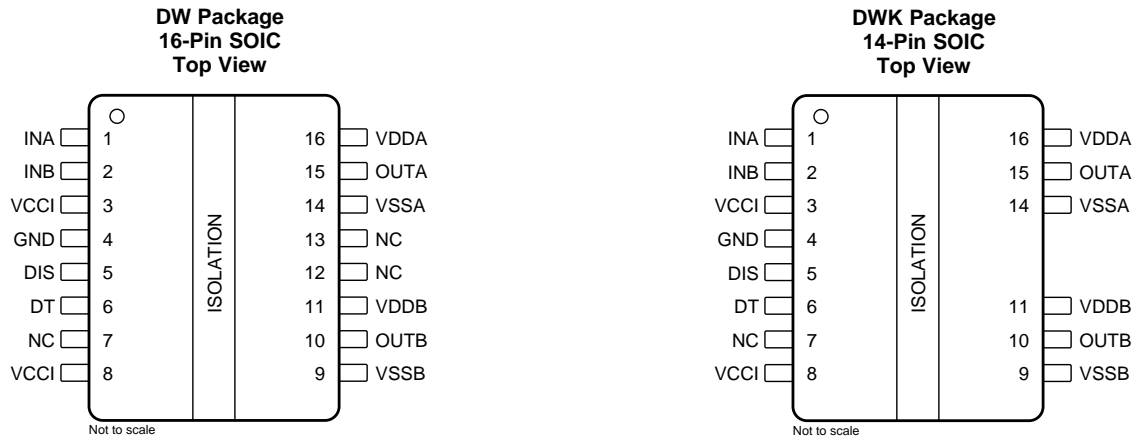 DW Package
16-Pin SOIC
Top View
INA 1 16 VDDA
INB 2 15 OUTA
VCCI 3 14 VSSA
GND 4 13 NC
DIS 5 12 NC
DT 6 11 VDDB
NC 7 10 OUTB
VCCI 8 9 VSSB
ISOLATION
Not to scale
DWK Package
14-Pin SOIC
Top View
INA 1 16 VDDA
INB 2 15 OUTA
VCCI 3 14 VSSA
GND 4
DIS 5
DT 6 11 VDDB
NC 7 10 OUTB
VCCI 8 9 VSSB
ISOLATION
Not to scale